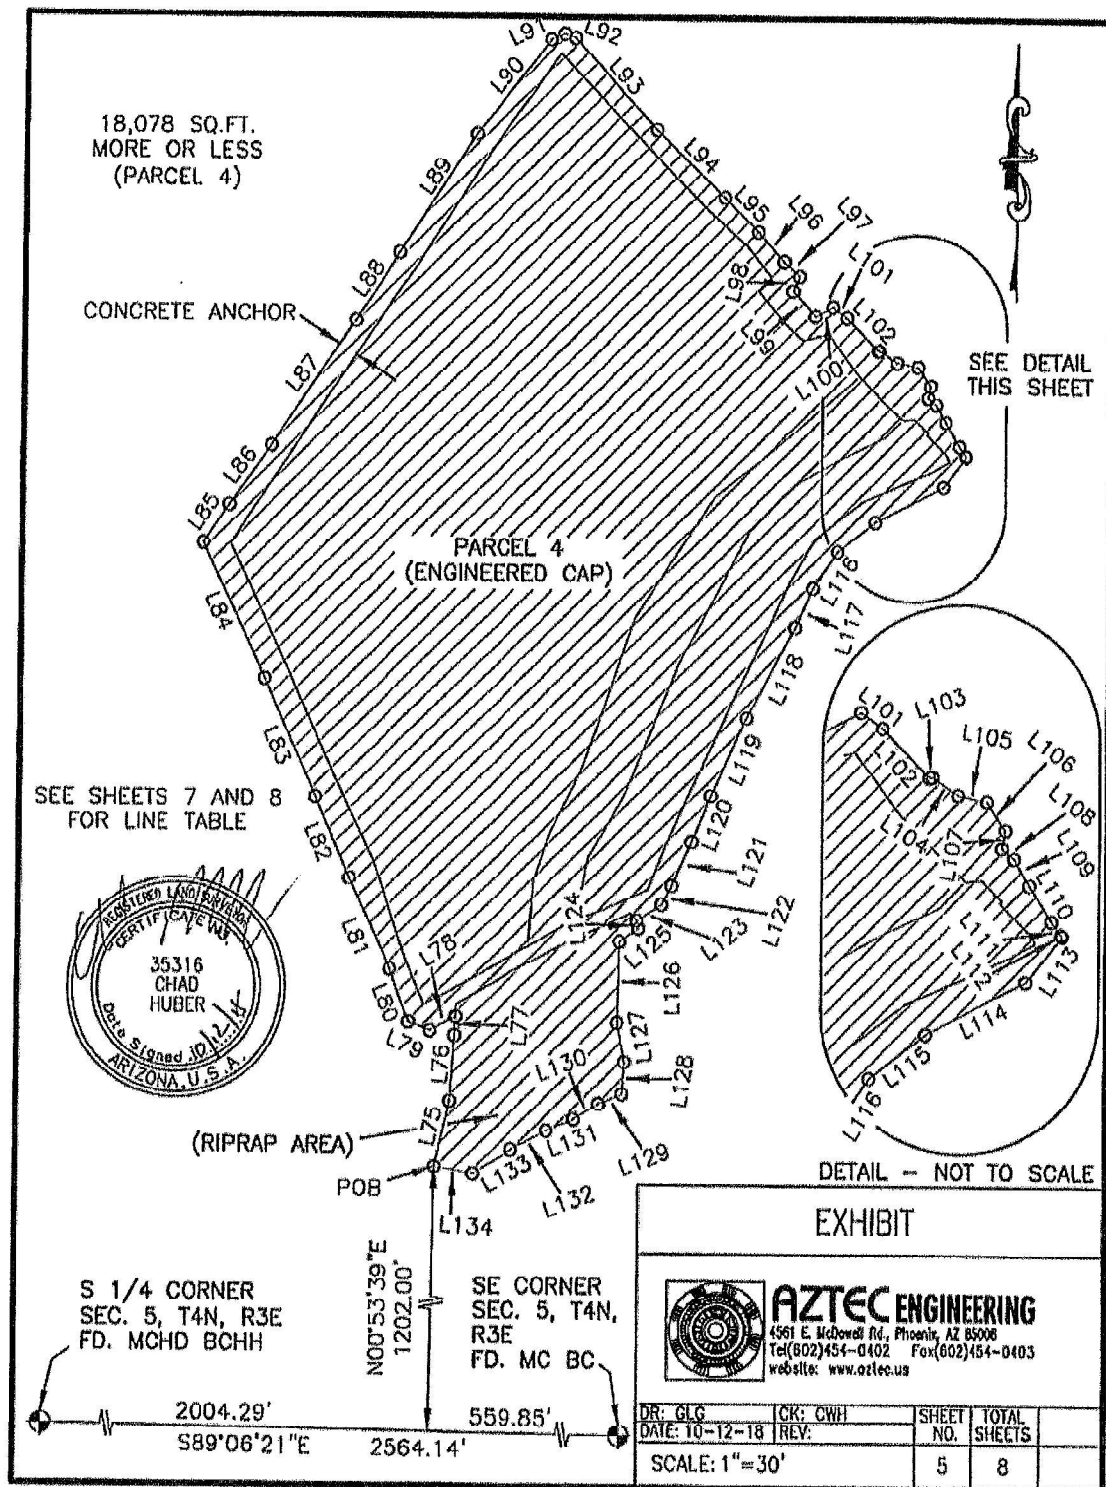 L91
L92
L90
L93
18,078 SQ.FT.
MORE OR LESS
(PARCEL 4)
L89
L94
L95
L96
L97
L98
L99
L101
L102
L100
L88
CONCRETE ANCHOR
L87
SEE DETAIL
THIS SHEET
L86
L85
PARCEL 4
(ENGINEERED CAP)
L84
L116
L117
L118
L83
L119
SEE SHEETS 7 AND 8
FOR LINE TABLE
L82
L120
L121
L122
L123
L124
L125
L81
L78
L126
L80
L79
L77
L127
L76
L130
L128
L75
L131
(RIPRAP AREA)
L129
L133
L132
POB
L134
L101
L103
L105
L106
L102
L108
L104
L107
L109
L110
L111
L112
L113
L114
L115
L116
DETAIL - NOT TO SCALE
REGISTERED LAND SURVEYOR
CERTIFICATE NO.
35316
CHAD
HUBER
Date Signed
ARIZONA, U.S.A.
N00°53'39"E
1202.00'
S 1/4 CORNER
SEC. 5, T4N, R3E
FD. MCHD BCHH
SE CORNER
SEC. 5, T4N,
R3E
FD. MC BC
2004.29'
559.85'
S89°06'21"E
2564.14'
EXHIBIT
AZTEC ENGINEERING
4561 E. McDowell Rd., Phoenix, AZ 85008
Tel(602)454-0402 Fax(602)454-0403
website: www.aztec.us
DR: GLG
CK: CWH
SHEET NO.
TOTAL SHEETS
DATE: 10-12-18
REV:
SCALE: 1"=30'
5
8